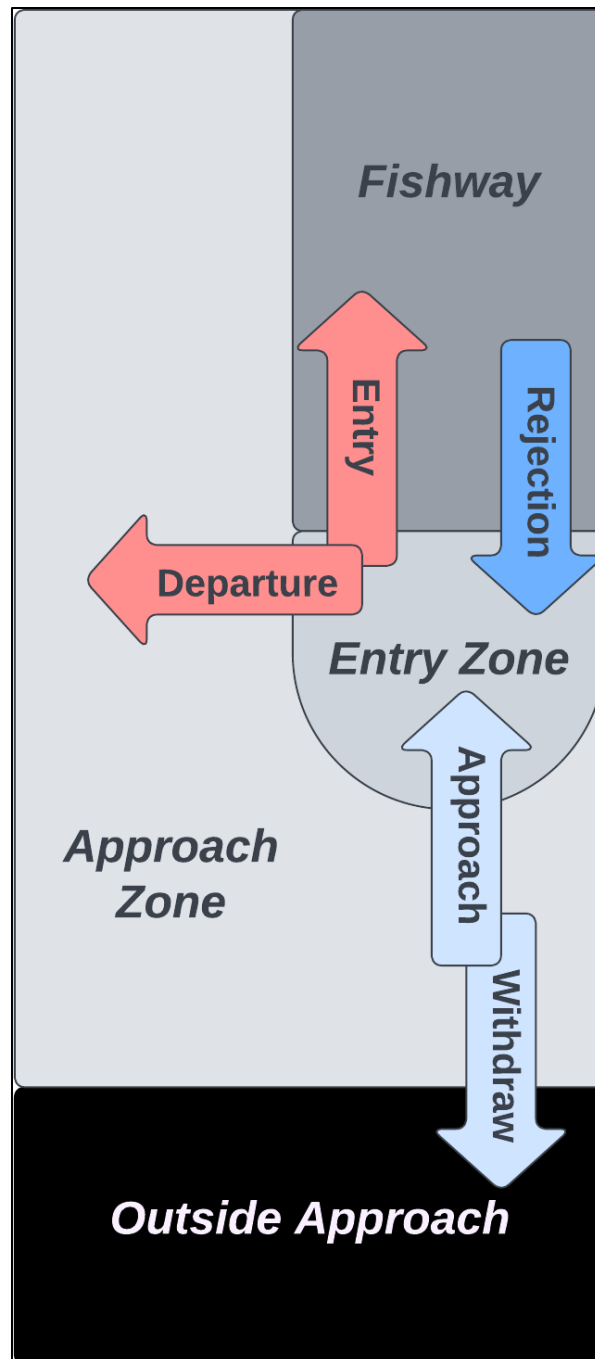 Fishway
Entry
Rejection
Departure
Entry Zone
Approach
Approach
Zone
Withdraw
Outside Approach